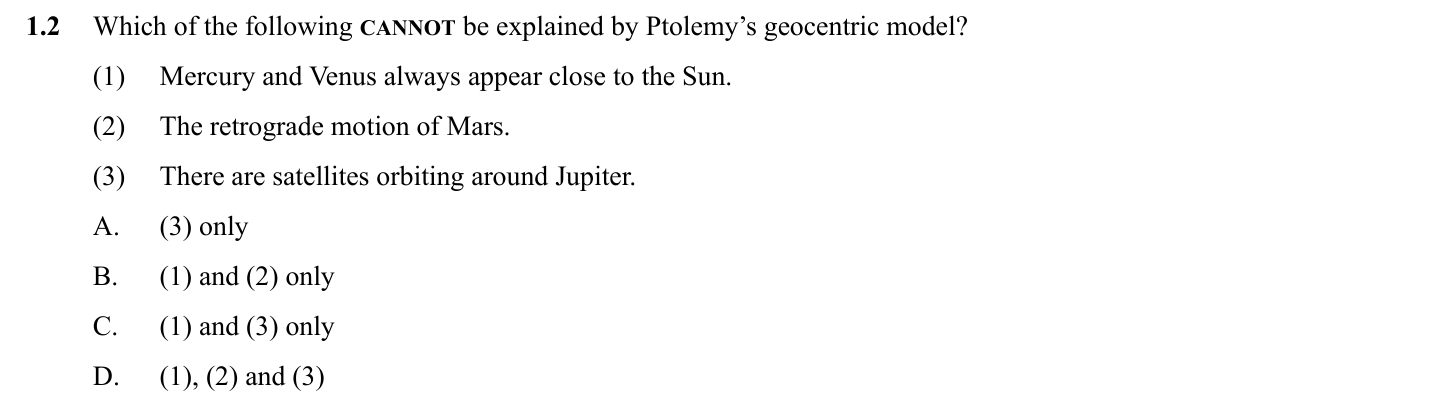 1.2 Which of the following CANNOT be explained by Ptolemy’s geocentric model?
(1) Mercury and Venus always appear close to the Sun.
(2) The retrograde motion of Mars.
(3) There are satellites orbiting around Jupiter.
A. (3) only
B. (1) and (2) only
C. (1) and (3) only
D. (1), (2) and (3)